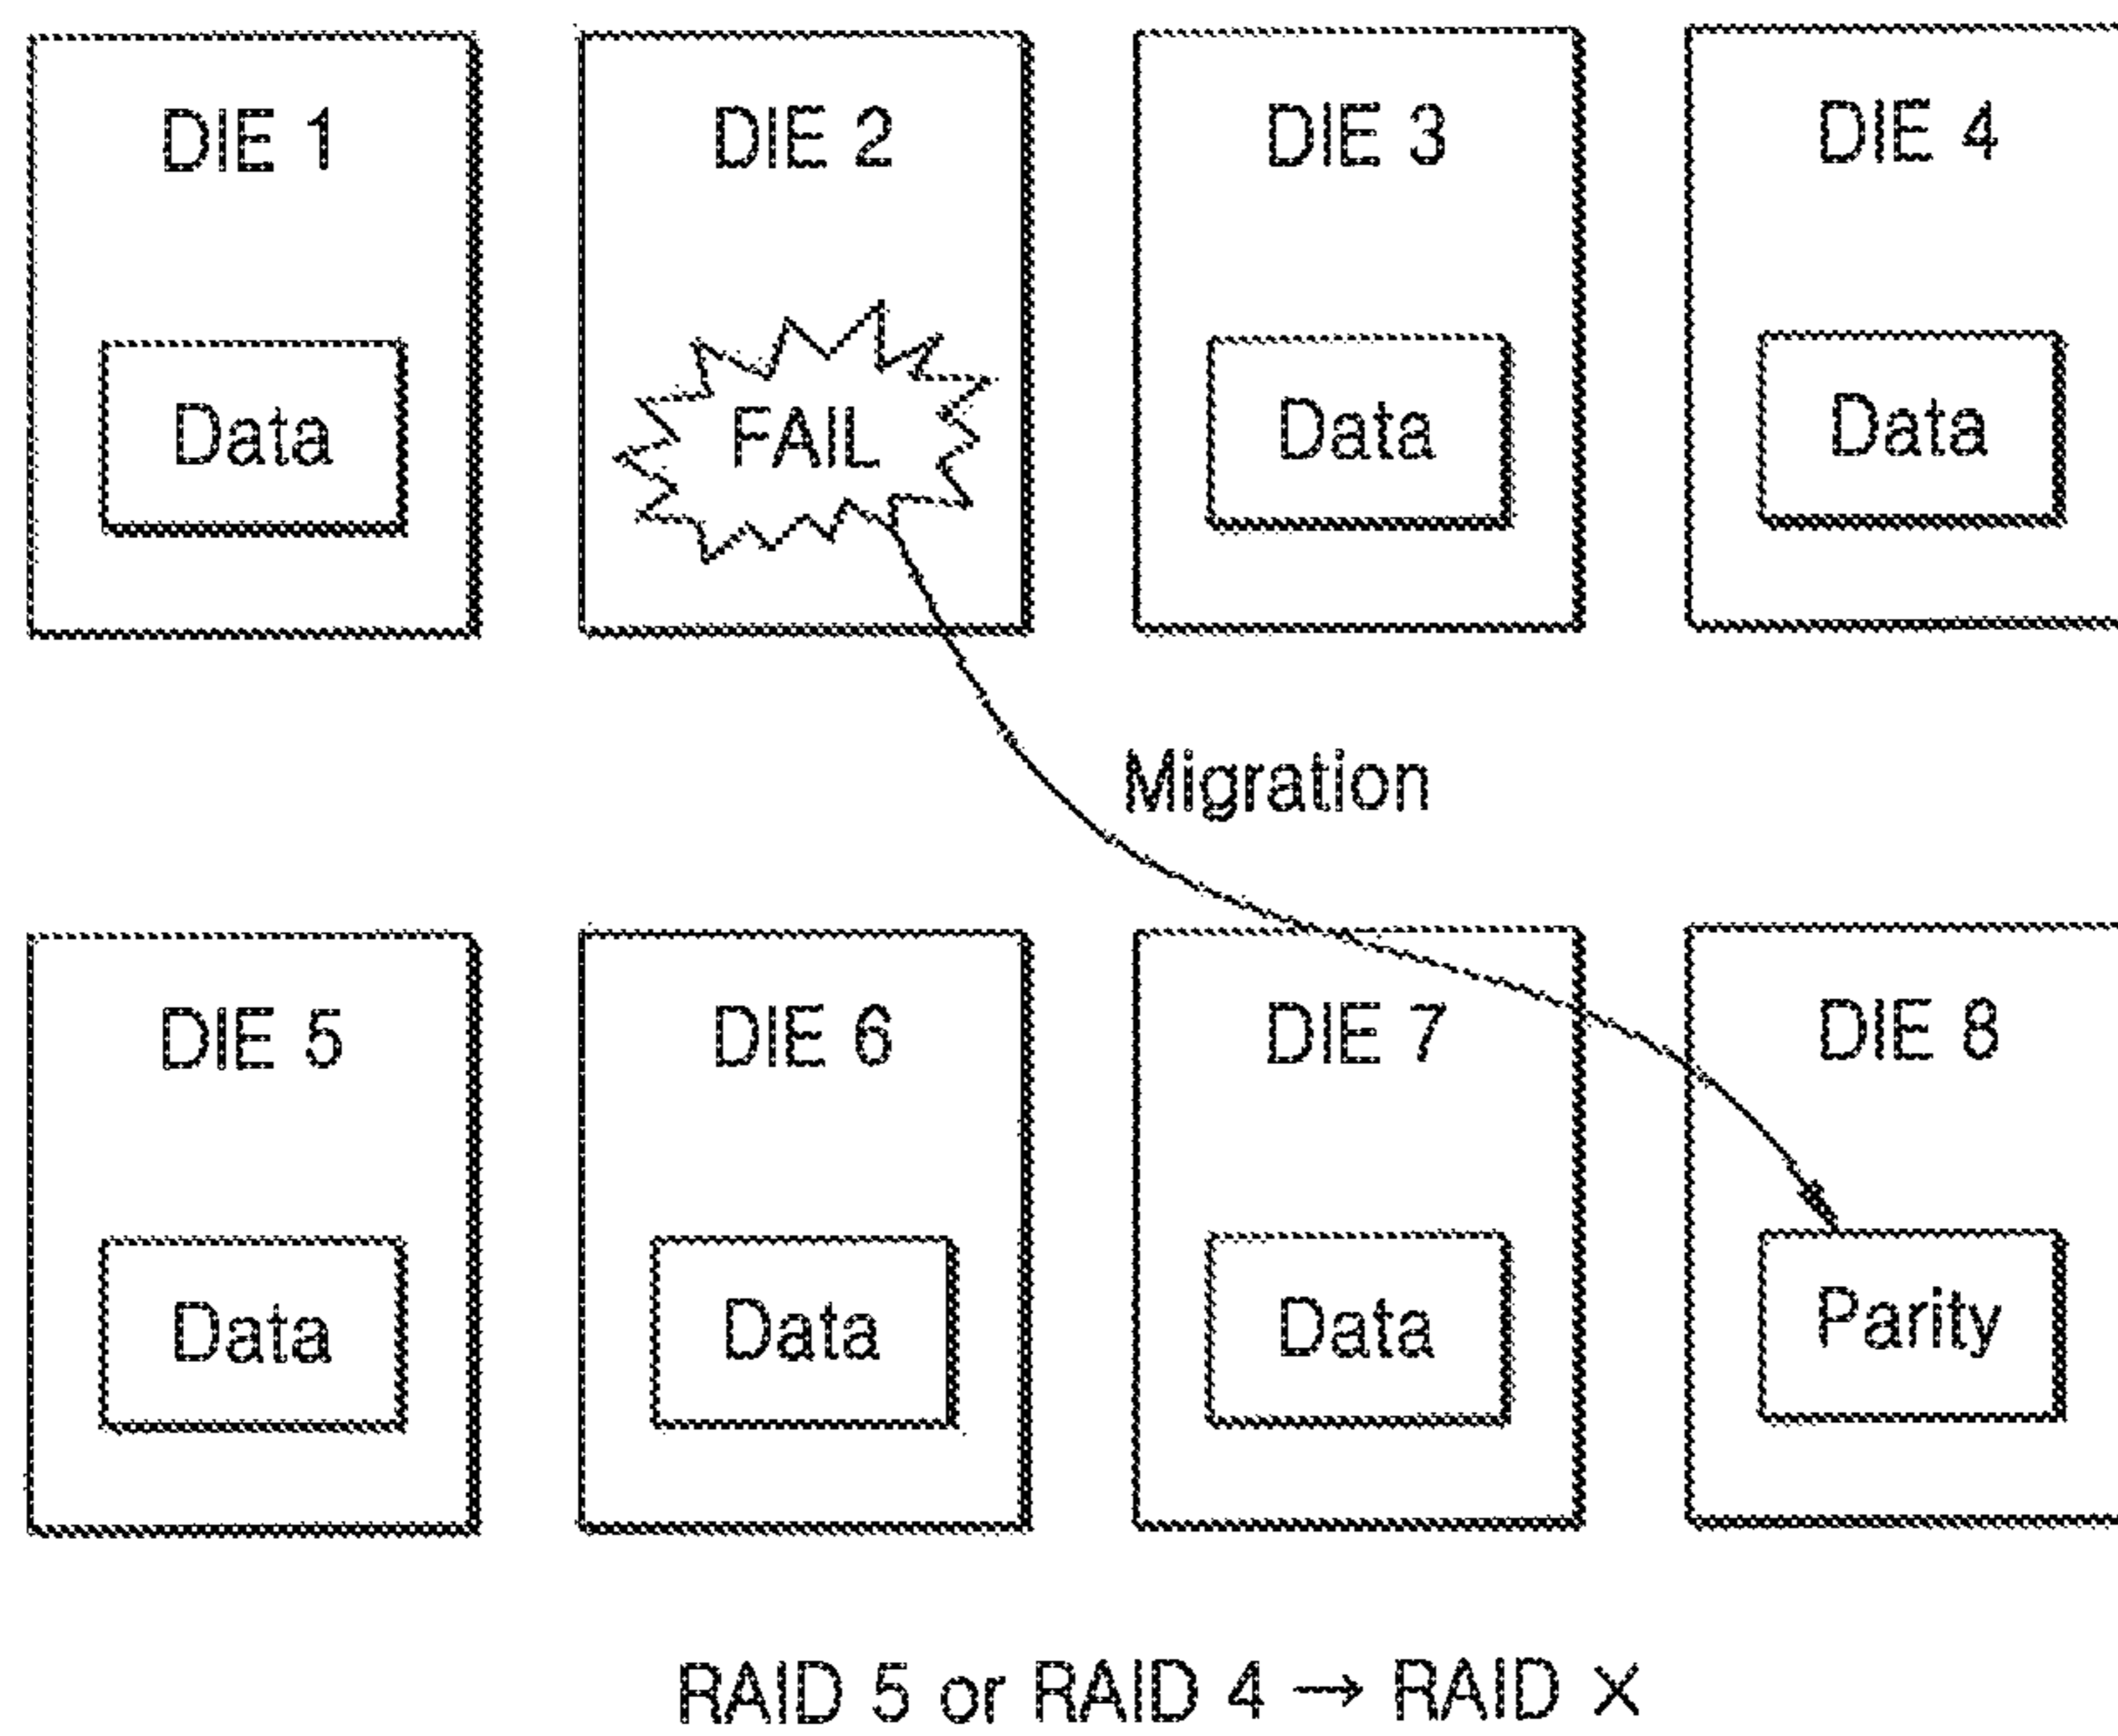 DIE 1
DIE 2
DIE 3
DIE 4
Data
FAIL
Data
Data
Migration
DIE 5
DIE 6
DIE 7
DIE 8
Data
Data
Data
Parity
RAID 5 or RAID 4 → RAID ×